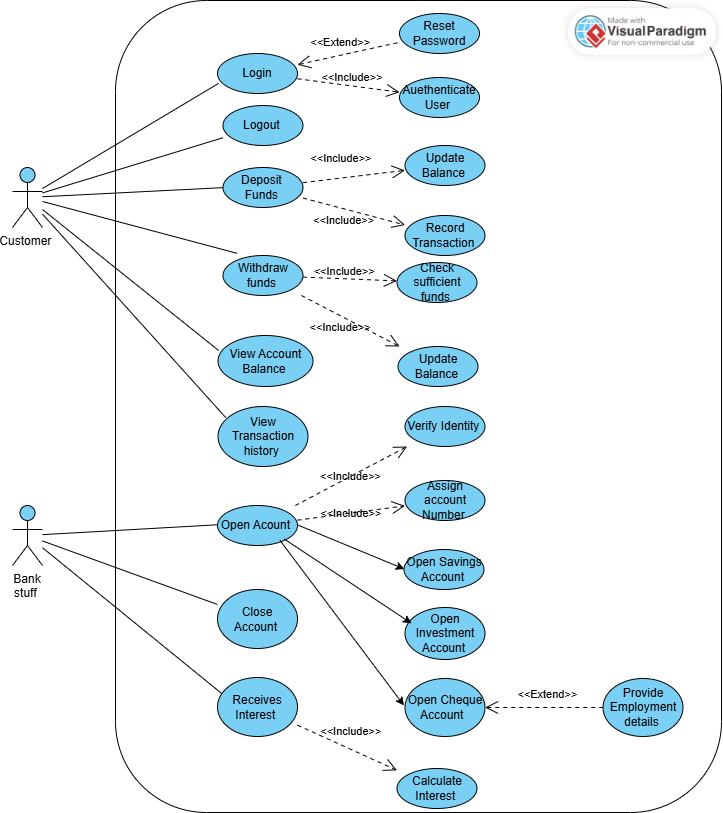 Made with
VisualParadigm
For non-commercial use
Reset
Password
<<Extend>>
Login
<<Include>>
Auethenticate
User
Logout
<<Include>>
Update
Balance
Deposit
Funds
<<Include>>
Record
Transaction
Customer
Withdraw
funds
<<Include>>
Check
sufficient
funds
<<Include>>
View Account
Balance
Update
Balance
View
Transaction
history
Verify Identity
<<Include>>
Assign
account
Number
<<Include>>
Open Acount
Bank
stuff
Open Savings
Account
Close
Account
Open
Investment
Account
Receives
Interest
Open Cheque
Account
<<Extend>>
Provide
Employment
details
<<Include>>
Calculate
Interest